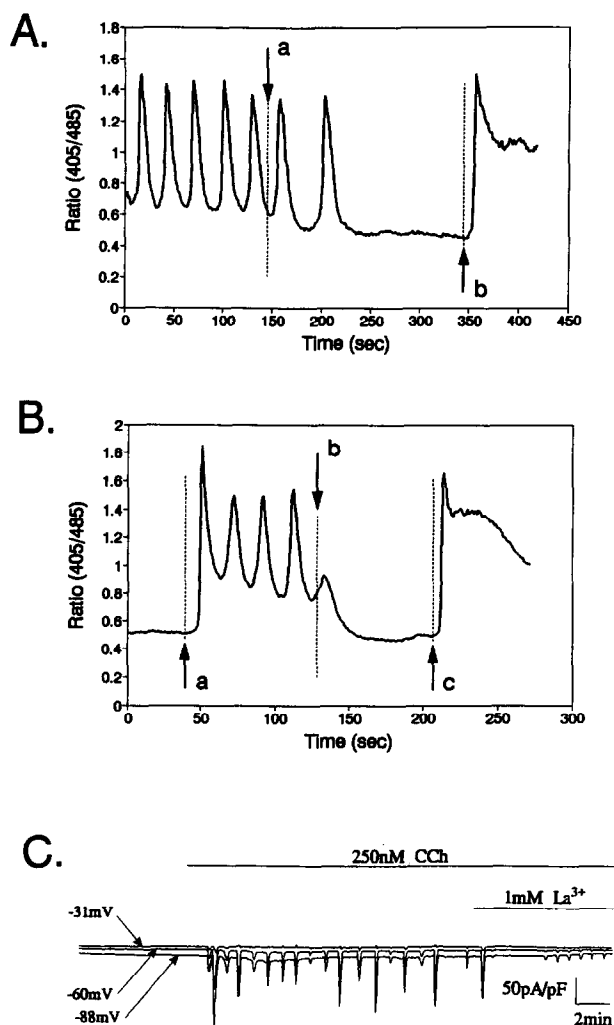 A.
Ratio (405/485)
1.8
1.6
1.4
1.2
1
0.8
0.6
0.4
0.2
0
a
b
0 50 100 150 200 250 300 350 400 450
Time (sec)
B.
Ratio (405/485)
2
1.8
1.6
1.4
1.2
1
0.8
0.6
0.4
0.2
0
b
a
c
0 50 100 150 200 250 300
Time (sec)
C.
250nM CCh
1mM La³⁺
-31mV
-60mV
-88mV
50pA/pF
2min